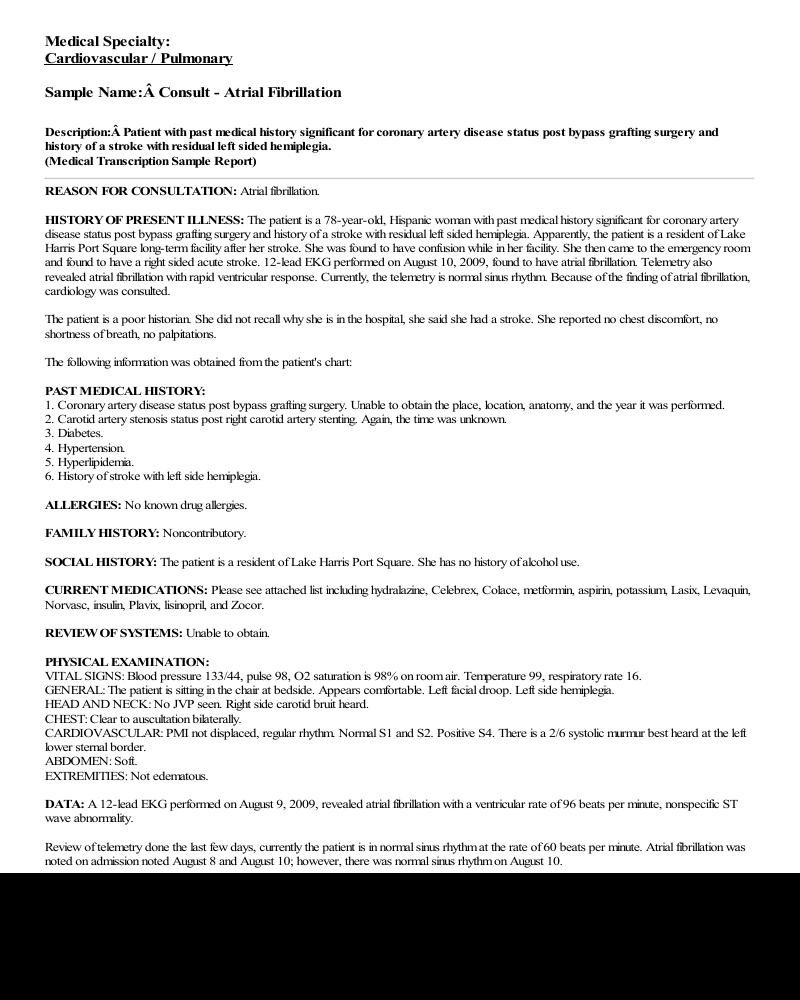 Medical Specialty:
Cardiovascular / Pulmonary
Sample Name:Â Consult - Atrial Fibrillation
Description:Â Patient with past medical history significant for coronary artery disease status post bypass grafting surgery and
history of a stroke with residual left sided hemiplegia.
(Medical Transcription Sample Report)
REASON FOR CONSULTATION: Atrial fibrillation.
HISTORY OF PRESENT ILLNESS: The patient is a 78-year-old, Hispanic woman with past medical history significant for coronary artery
disease status post bypass grafting surgery and history of a stroke with residual left sided hemiplegia. Apparently, the patient is a resident of Lake
Harris Port Square long-term facility after her stroke. She was found to have confusion while in her facility. She then came to the emergency room
and found to have a right sided acute stroke. 12-lead EKG performed on August 10, 2009, found to have atrial fibrillation. Telemetry also
revealed atrial fibrillation with rapid ventricular response. Currently, the telemetry is normal sinus rhythm. Because of the finding of atrial fibrillation,
cardiology was consulted.
The patient is a poor historian. She did not recall why she is in the hospital, she said she had a stroke. She reported no chest discomfort, no
shortness of breath, no palpitations.
The following information was obtained from the patient's chart:
PAST MEDICAL HISTORY:
1. Coronary artery disease status post bypass grafting surgery. Unable to obtain the place, location, anatomy, and the year it was performed.
2. Carotid artery stenosis status post right carotid artery stenting. Again, the time was unknown.
3. Diabetes.
4. Hypertension.
5. Hyperlipidemia.
6. History of stroke with left side hemiplegia.
ALLERGIES: No known drug allergies.
FAMILY HISTORY: Noncontributory.
SOCIAL HISTORY: The patient is a resident of Lake Harris Port Square. She has no history of alcohol use.
CURRENT MEDICATIONS: Please see attached list including hydralazine, Celebrex, Colace, metformin, aspirin, potassium, Lasix, Levaquin,
Norvasc, insulin, Plavix, lisinopril, and Zocor.
REVIEW OF SYSTEMS: Unable to obtain.
PHYSICAL EXAMINATION:
VITAL SIGNS: Blood pressure 133/44, pulse 98, O2 saturation is 98% on room air. Temperature 99, respiratory rate 16.
GENERAL: The patient is sitting in the chair at bedside. Appears comfortable. Left facial droop. Left side hemiplegia.
HEAD AND NECK: No JVP seen. Right side carotid bruit heard.
CHEST: Clear to auscultation bilaterally.
CARDIOVASCULAR: PMI not displaced, regular rhythm. Normal S1 and S2. Positive S4. There is a 2/6 systolic murmur best heard at the left
lower sternal border.
ABDOMEN: Soft.
EXTREMITIES: Not edematous.
DATA: A 12-lead EKG performed on August 9, 2009, revealed atrial fibrillation with a ventricular rate of 96 beats per minute, nonspecific ST
wave abnormality.
Review of telemetry done the last few days, currently the patient is in normal sinus rhythm at the rate of 60 beats per minute. Atrial fibrillation was
noted on admission noted August 8 and August 10; however, there was normal sinus rhythm on August 10.